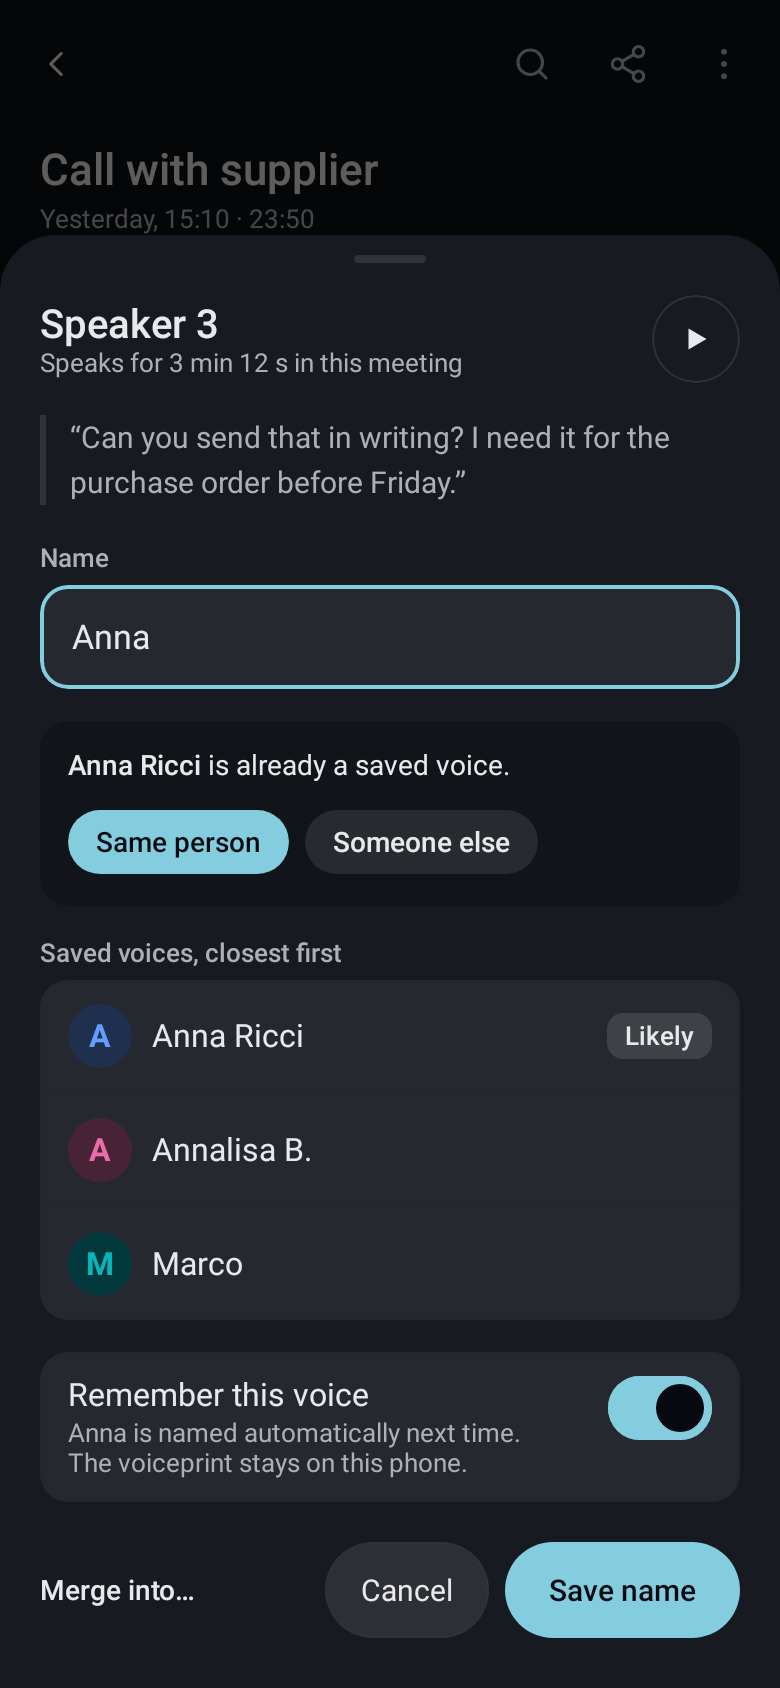 Call with supplier
Yesterday, 15:10 · 23:50
Speaker 3
Speaks for 3 min 12 s in this meeting
“Can you send that in writing? I need it for the
purchase order before Friday.”
Name
Anna
Anna Ricci is already a saved voice.
Same person
Someone else
Saved voices, closest first
A
Anna Ricci
Likely
A
Annalisa B.
M
Marco
Remember this voice
Anna is named automatically next time.
The voiceprint stays on this phone.
Merge into…
Cancel
Save name